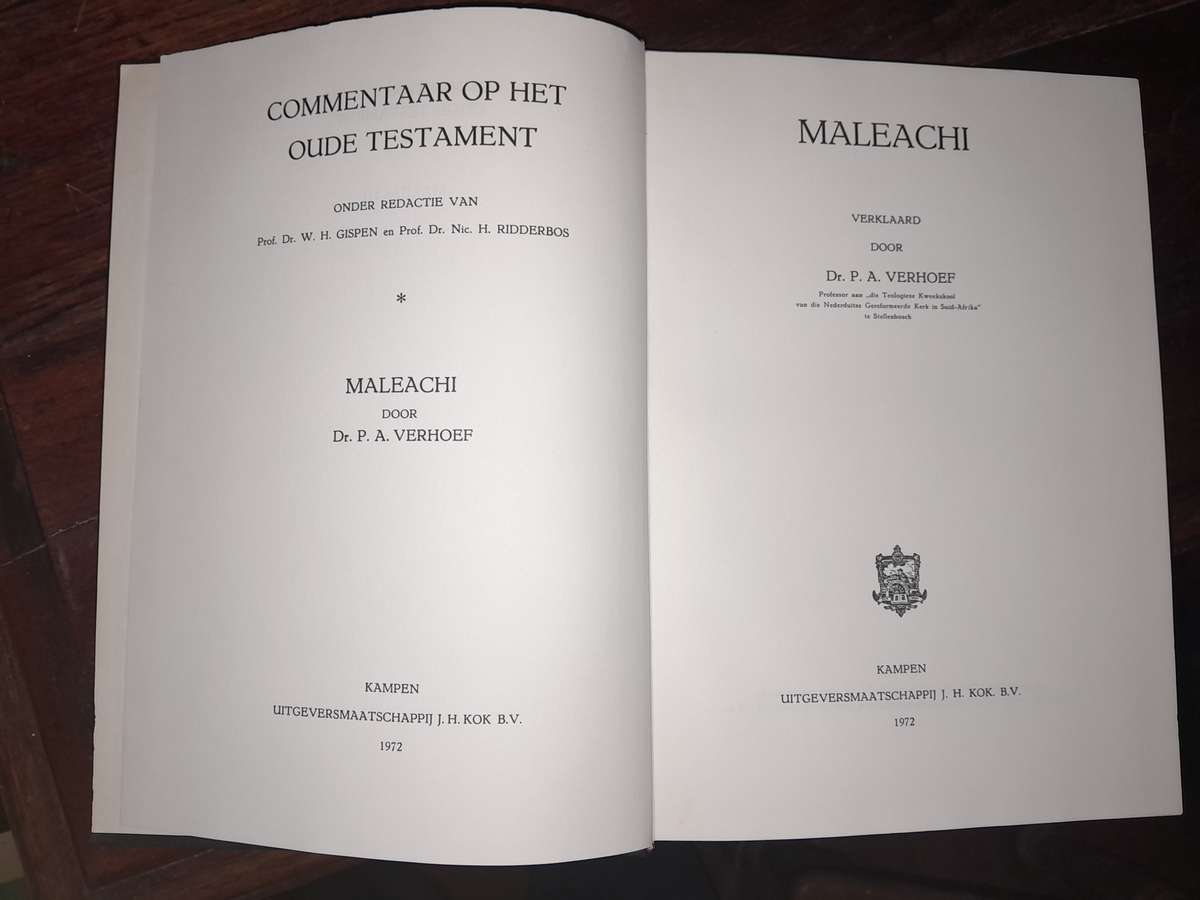 COMMENTAAR OP HET
OUDE TESTAMENT
ONDER REDACTIE VAN
Prof. Dr. W. H. GISPEN en Prof. Dr. Nic. H. RIDDERBOS
*
MALEACHI
DOOR
Dr. P. A. VERHOEF
KAMPEN
UITGEVERSMAATSCHAPPIJ J. H. KOK B.V.
1972
MALEACHI
VERKLAARD
DOOR
Dr. P. A. VERHOEF
Professor aan „die Teologiese Kweekskool
van die Nederduitse Gereformeerde Kerk in Suid-Afrika"
te Stellenbosch
KAMPEN
UITGEVERSMAATSCHAPPIJ J. H. KOK. B.V.
1972